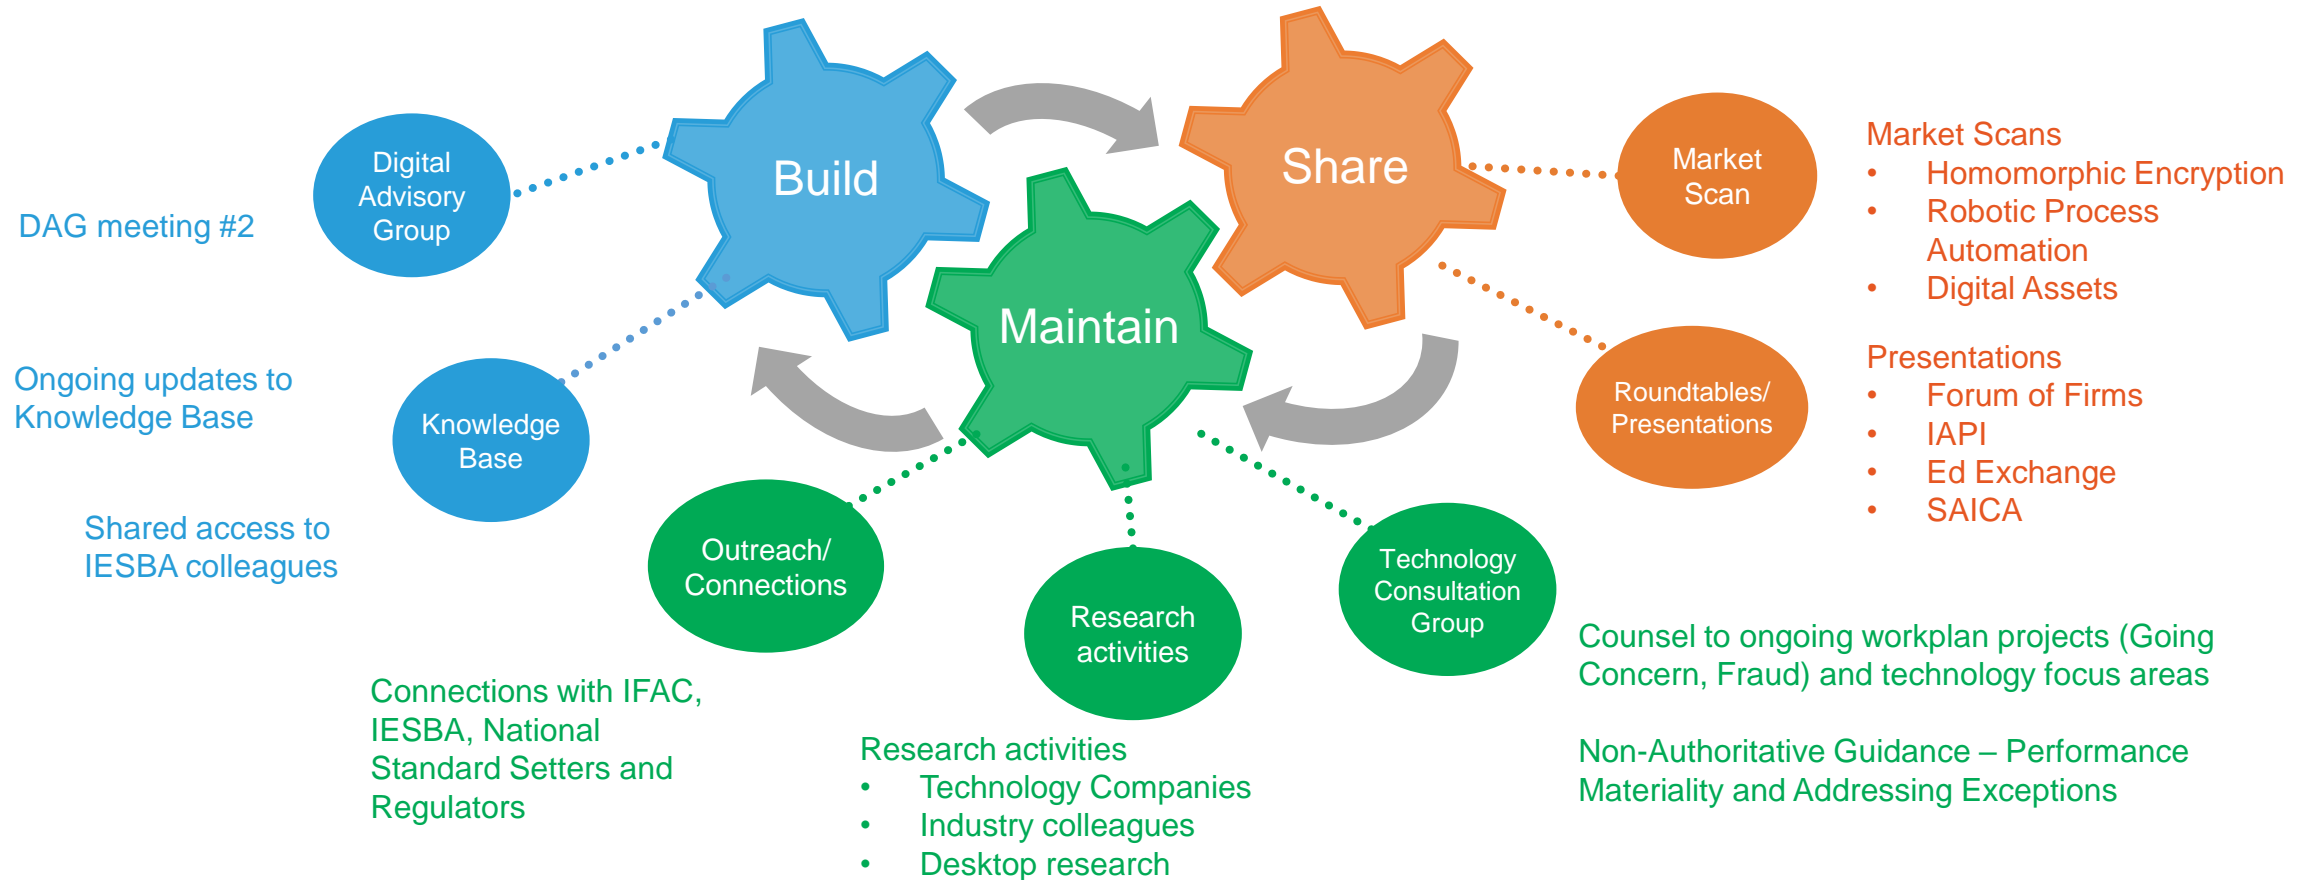 Build
Share
Maintain
Digital
Advisory
Group
DAG meeting #2
Knowledge
Base
Ongoing updates to
Knowledge Base
Shared access to
IESBA colleagues
Market
Scan
Market Scans
• Homomorphic Encryption
• Robotic Process
Automation
• Digital Assets
Roundtables/
Presentations
Presentations
• Forum of Firms
• IAPI
• Ed Exchange
• SAICA
Outreach/
Connections
Connections with IFAC,
IESBA, National
Standard Setters and
Regulators
Research
activities
Research activities
• Technology Companies
• Industry colleagues
• Desktop research
Technology
Consultation
Group
Counsel to ongoing workplan projects (Going
Concern, Fraud) and technology focus areas
Non-Authoritative Guidance – Performance
Materiality and Addressing Exceptions